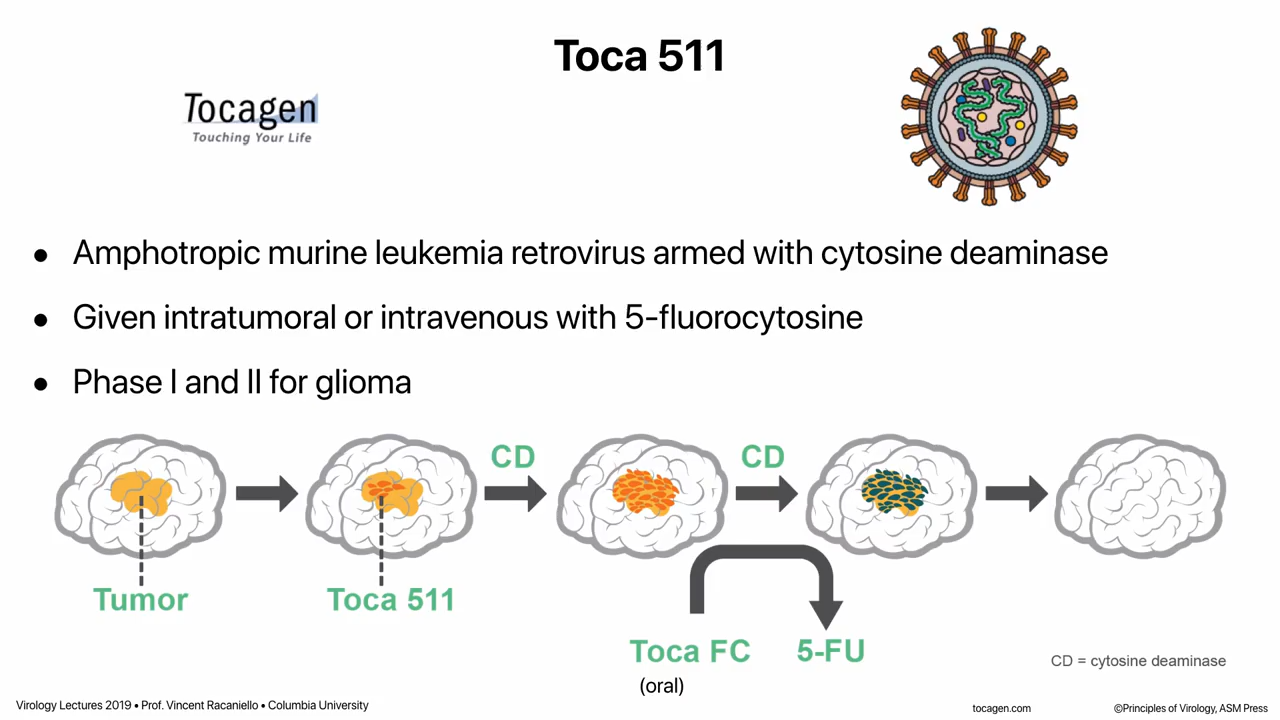 Toca 511
Tocagen
Touching Your Life
• Amphotropic murine leukemia retrovirus armed with cytosine deaminase
• Given intratumoral or intravenous with 5-fluorocytosine
• Phase I and II for glioma
CD
CD
Tumor
Toca 511
Toca FC
5-FU
(oral)
CD = cytosine deaminase
Virology Lectures 2019 • Prof. Vincent Racaniello • Columbia University
tocagen.com
©Principles of Virology, ASM Press